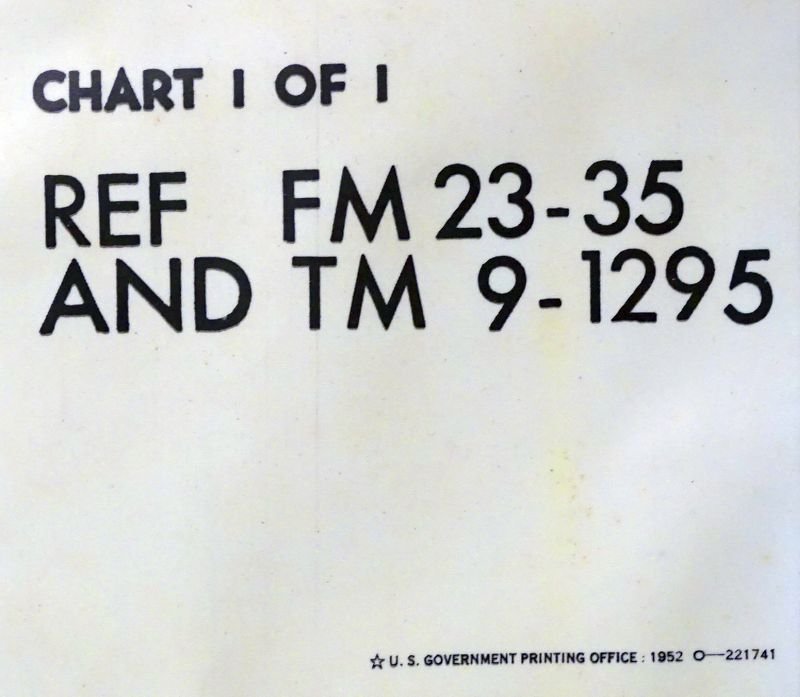 CHART 1 OF 1
REF FM 23-35
AND TM 9-1295
☆ U. S. GOVERNMENT PRINTING OFFICE : 1952 O—221741